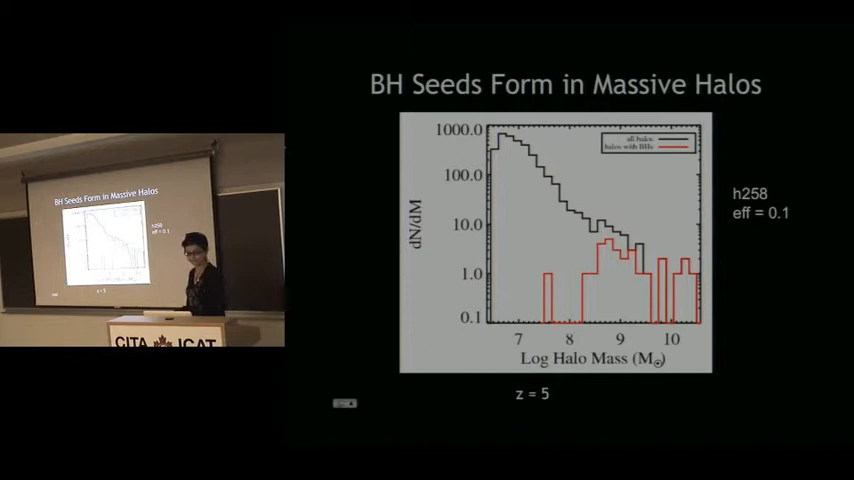 BH Seeds Form in Massive Halos
1000.0
100.0
10.0
1.0
0.1
dN/dM
all halos
halos with BHs
7 8 9 10
Log Halo Mass (M☉)
h258
eff = 0.1
z = 5
BH Seeds Form in Massive Halos
h258
eff = 0.1
z = 5
CITA ICAT